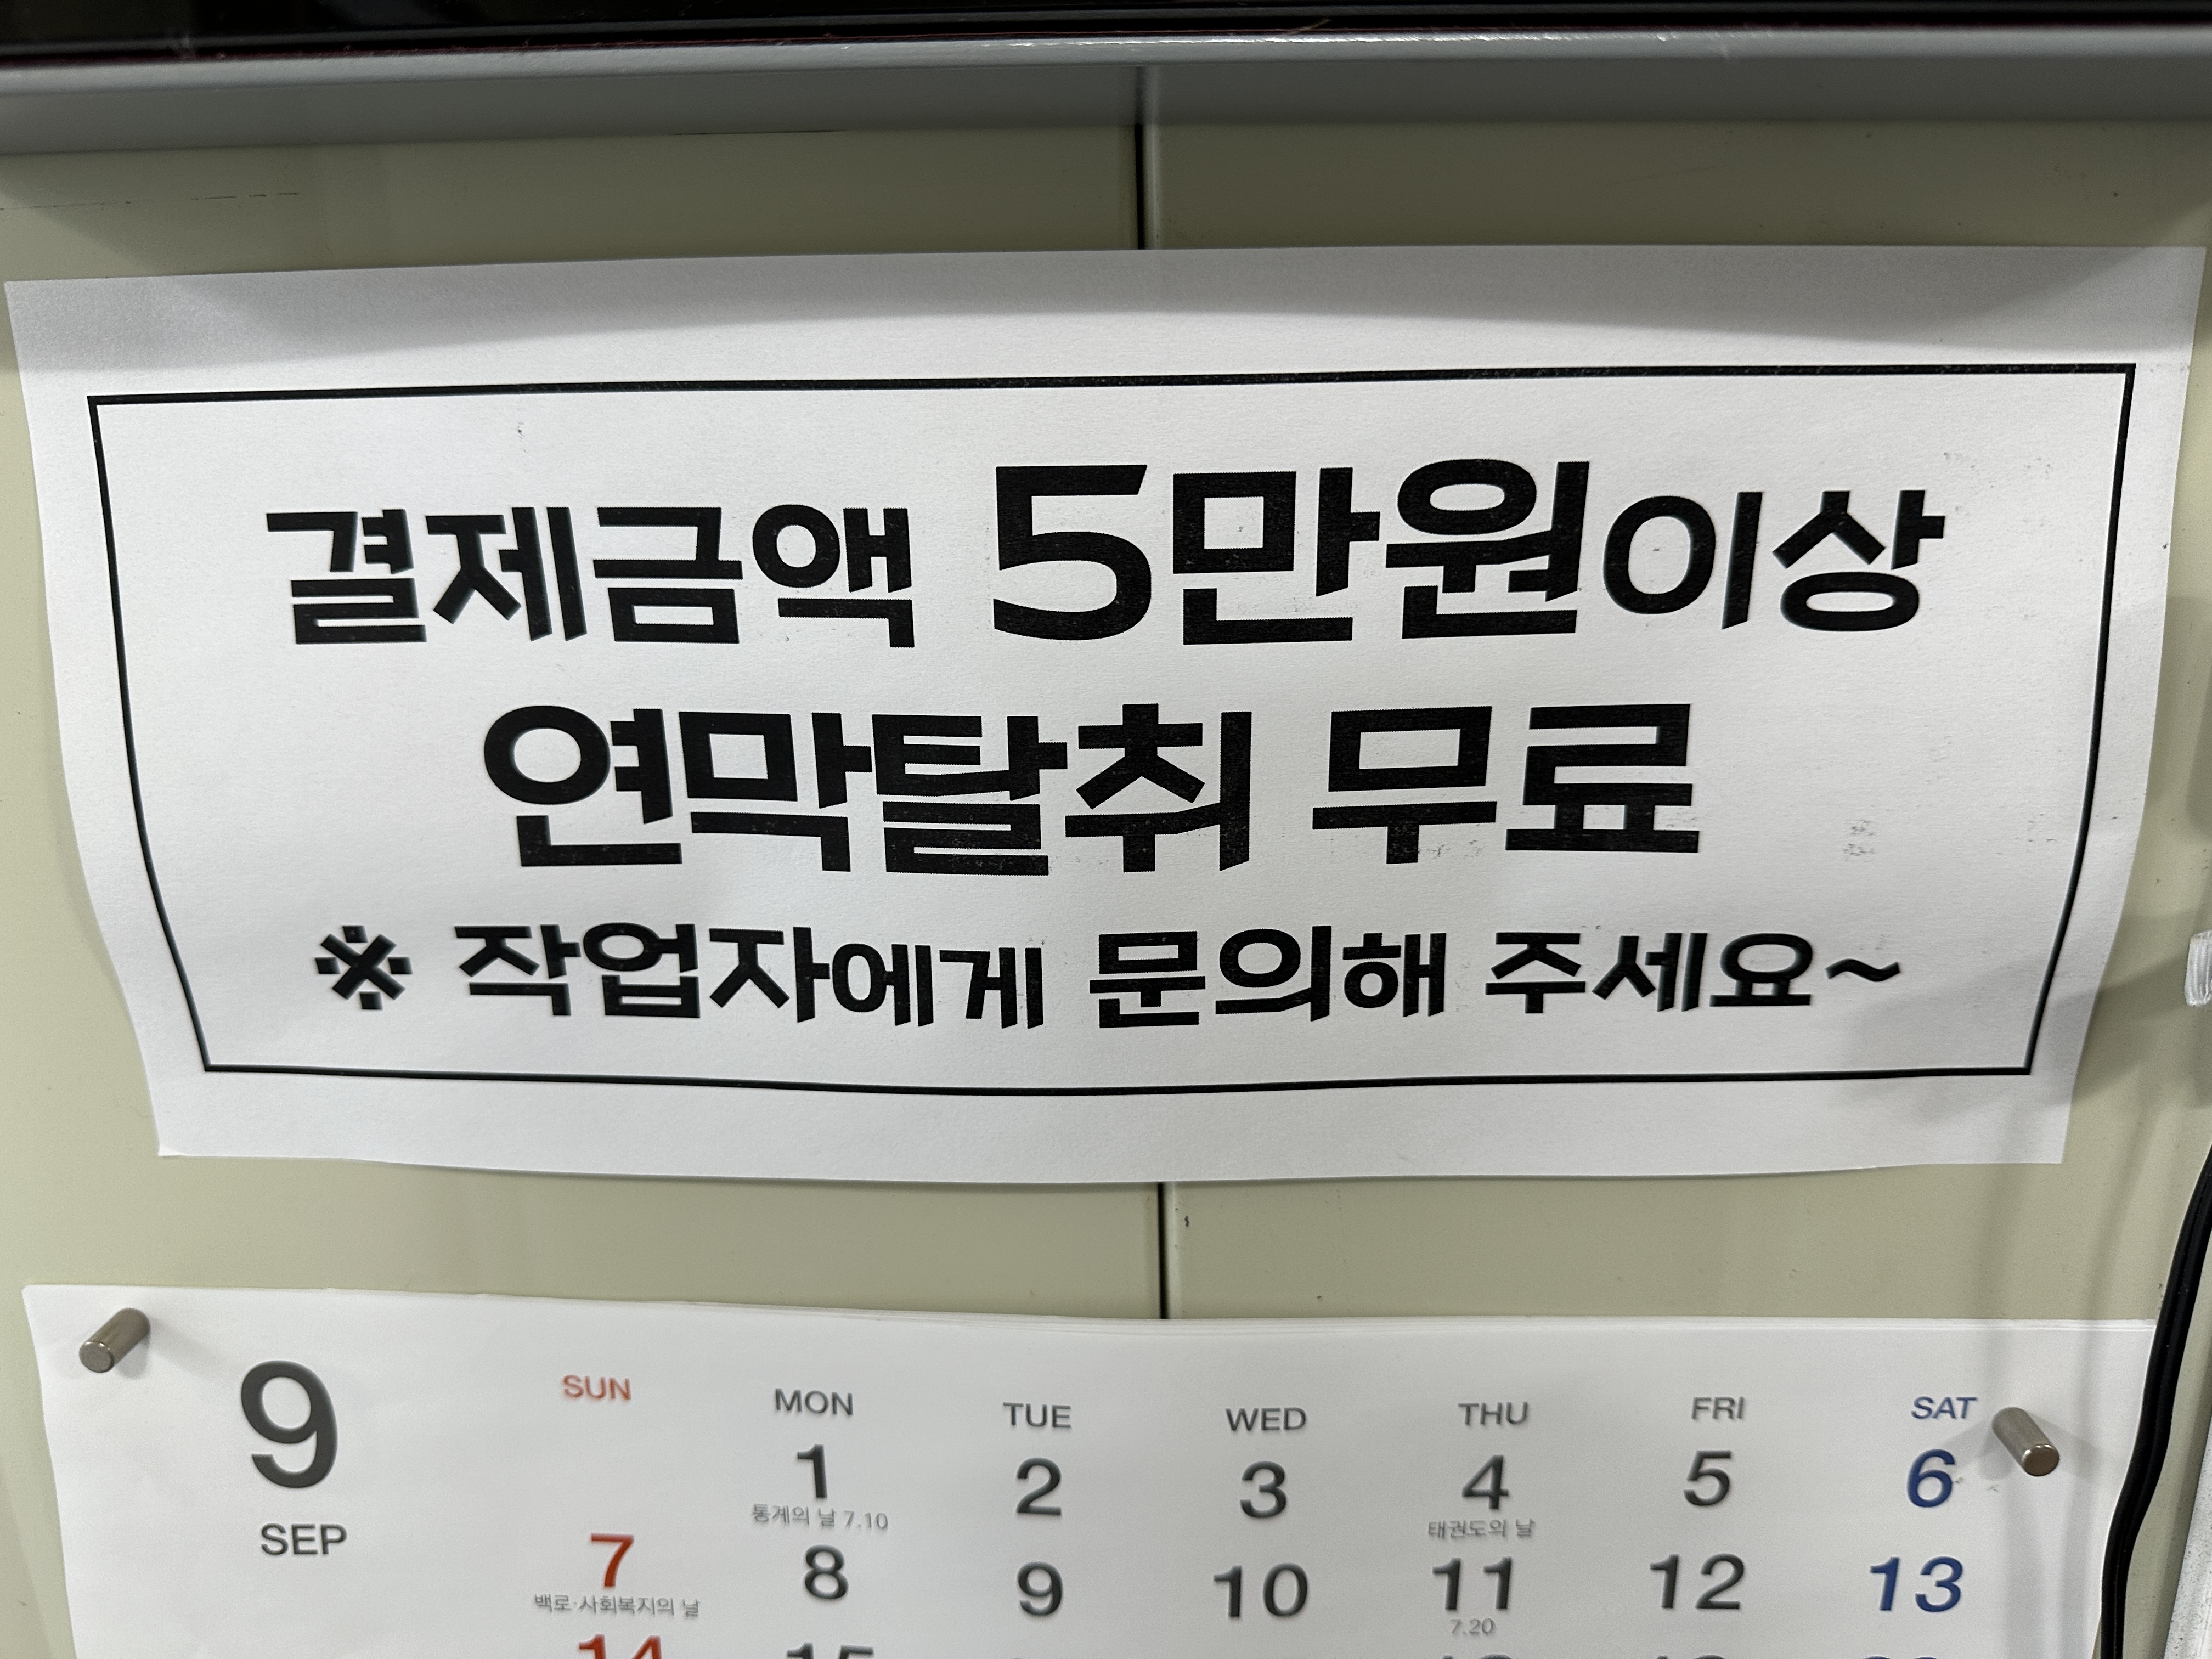 결제금액 5만원이상
연막탈취 무료
※ 작업자에게 문의해 주세요~
9
SEP
SUN MON TUE WED THU FRI SAT
1 2 3 4 5 6
통계의 날 7.10 태권도의 날
7 8 9 10 11 12 13
백로·사회복지의 날 7.20
14 15